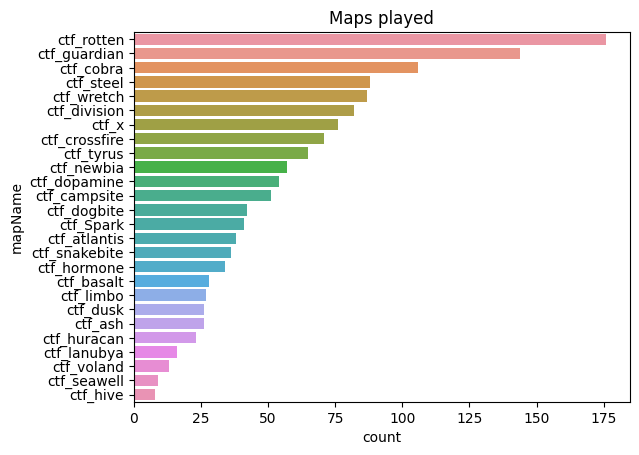 Maps played
ctf_rotten
ctf_guardian
ctf_cobra
ctf_steel
ctf_wretch
ctf_division
ctf_x
ctf_crossfire
ctf_tyrus
ctf_newbia
ctf_dopamine
ctf_campsite
ctf_dogbite
ctf_Spark
ctf_atlantis
ctf_snakebite
ctf_hormone
ctf_basalt
ctf_limbo
ctf_dusk
ctf_ash
ctf_huracan
ctf_lanubya
ctf_voland
ctf_seawell
ctf_hive
mapName
0 25 50 75 100 125 150 175
count